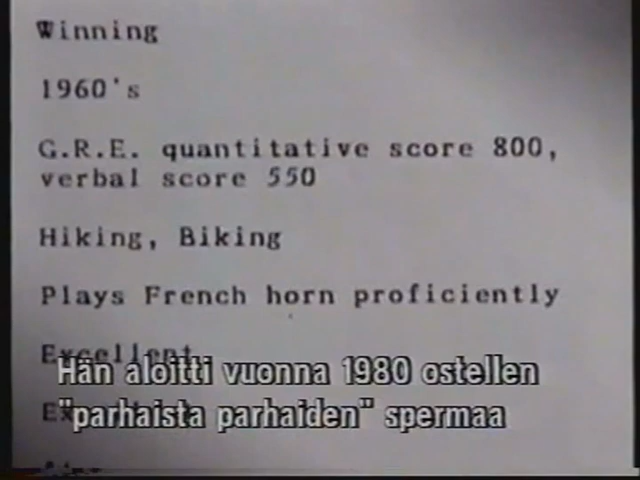 Winning
1960's
G.R.E. quantitative score 800,
verbal score 550
Hiking, Biking
Plays French horn proficiently
Excellent
Hän aloitti vuonna 1980 ostellen
"parhaista parhaiden" spermaa